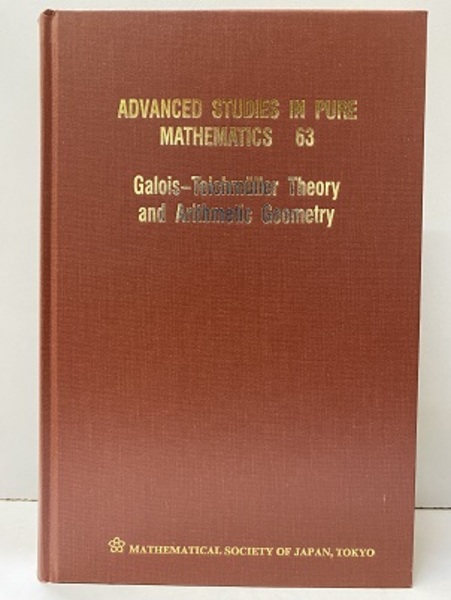 ADVANCED STUDIES IN PURE
MATHEMATICS 63
Galois–Teichmüller Theory
and Arithmetic Geometry
MATHEMATICAL SOCIETY OF JAPAN, TOKYO